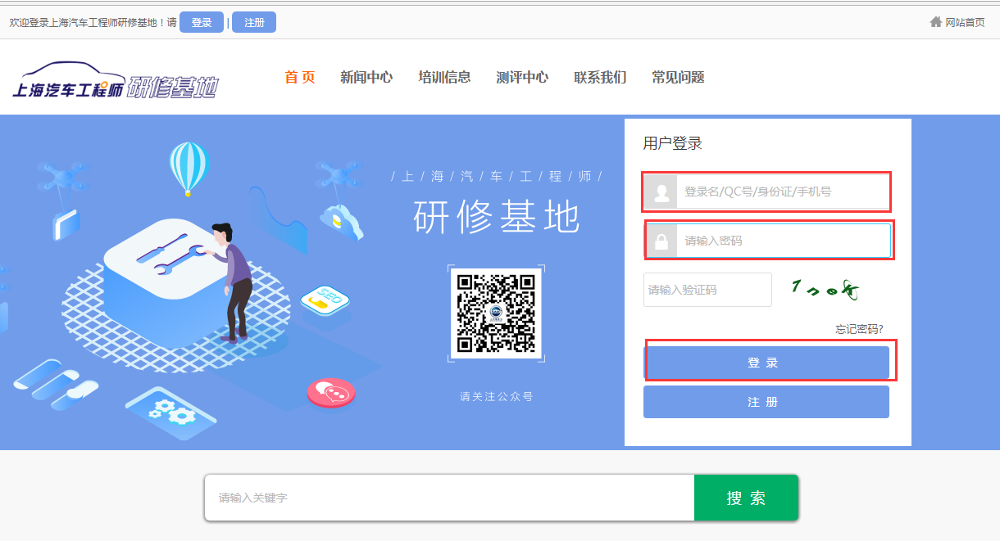 欢迎登录上海汽车工程师研修基地！请 登录 | 注册
网站首页
上海汽车工程师研修基地
首 页 新闻中心 培训信息 测评中心 联系我们 常见问题
/ 上 / 海 / 汽 / 车 / 工 / 程 / 师 /
研修基地
SEO
请关注公众号
用户登录
登录名/QC号/身份证/手机号
请输入密码
请输入验证码
忘记密码?
登 录
注 册
请输入关键字
搜 索